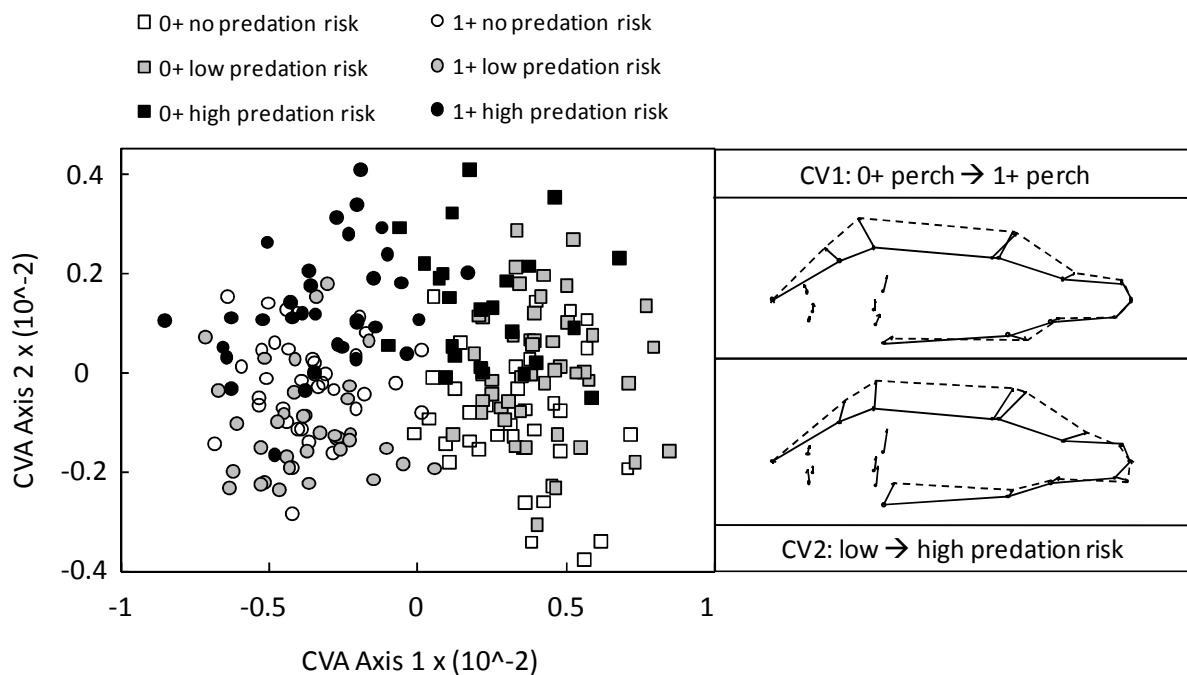 0+ no predation risk
1+ no predation risk
0+ low predation risk
1+ low predation risk
0+ high predation risk
1+ high predation risk
CVA Axis 2 x (10^-2)
0.4
0.2
0
-0.2
-0.4
-1
-0.5
0
0.5
1
CVA Axis 1 x (10^-2)
CV1: 0+ perch → 1+ perch
CV2: low → high predation risk